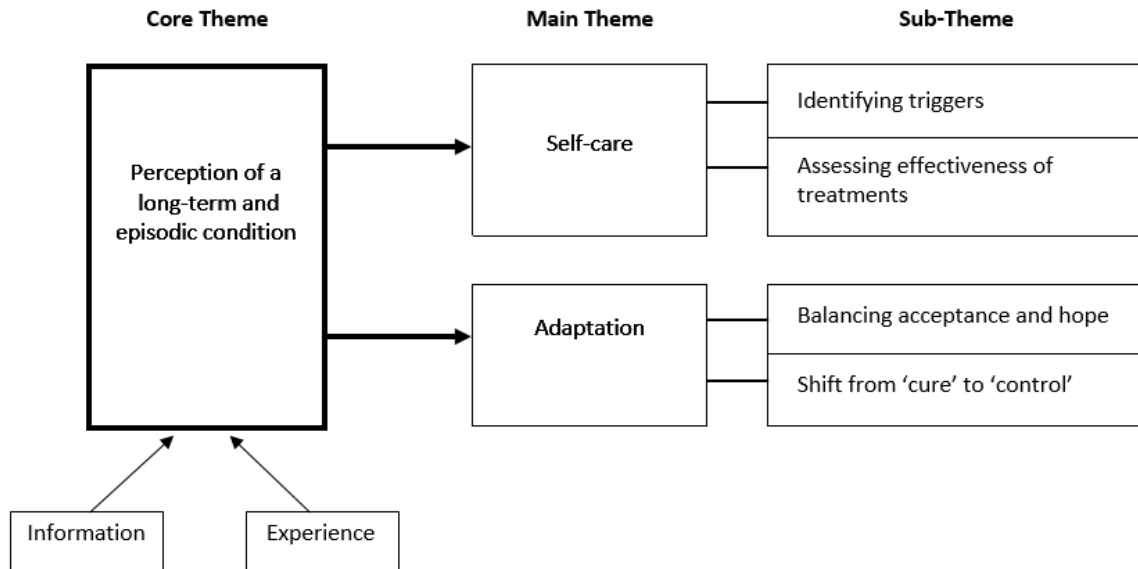 Core Theme
Main Theme
Sub-Theme
Perception of a
long-term and
episodic condition
Self-care
Identifying triggers
Assessing effectiveness of
treatments
Adaptation
Balancing acceptance and hope
Shift from ‘cure’ to ‘control’
Information
Experience